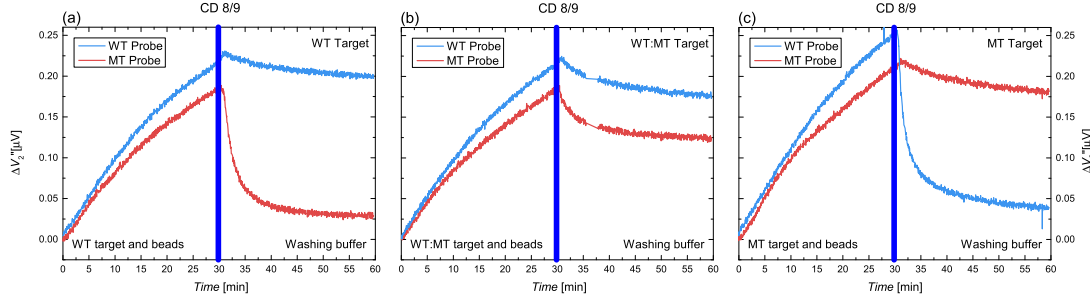 CD 8/9
(a)
WT Probe
MT Probe
WT Target
0.25
0.20
0.15
0.10
0.05
0.00
ΔV''₂[µV]
WT target and beads
Washing buffer
0 5 10 15 20 25 30 35 40 45 50 55 60
Time [min]
CD 8/9
(b)
WT Probe
MT Probe
WT:MT Target
WT:MT target and beads
Washing buffer
0 5 10 15 20 25 30 35 40 45 50 55 60
Time [min]
CD 8/9
(c)
WT Probe
MT Probe
MT Target
0.25
0.20
0.15
0.10
0.05
0.00
MT target and beads
Washing buffer
0 5 10 15 20 25 30 35 40 45 50 55 60
Time [min]